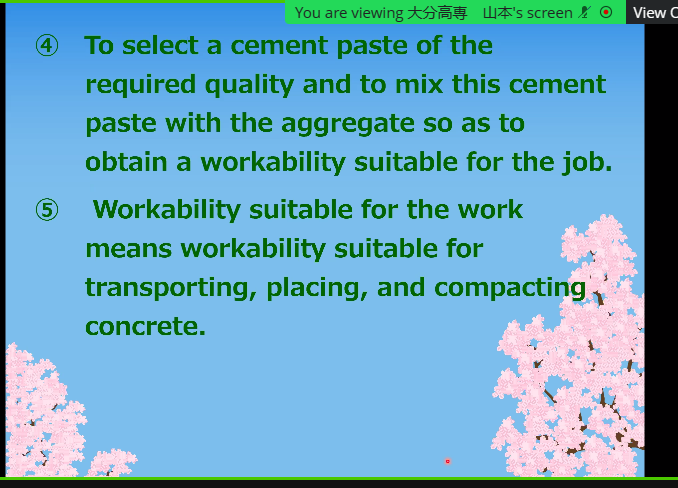 You are viewing 大分高専 山本's screen
View O
④ To select a cement paste of the
required quality and to mix this cement
paste with the aggregate so as to
obtain a workability suitable for the job.
⑤ Workability suitable for the work
means workability suitable for
transporting, placing, and compacting
concrete.